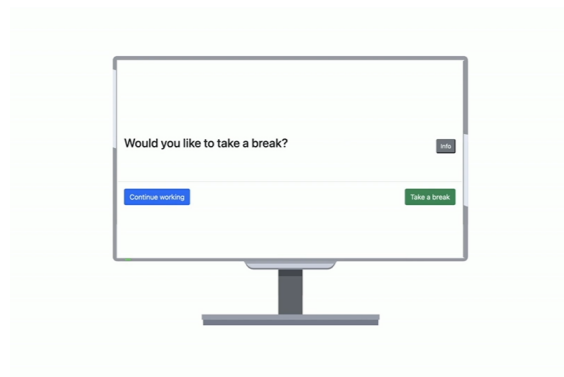 Would you like to take a break?
Info
Continue working
Take a break